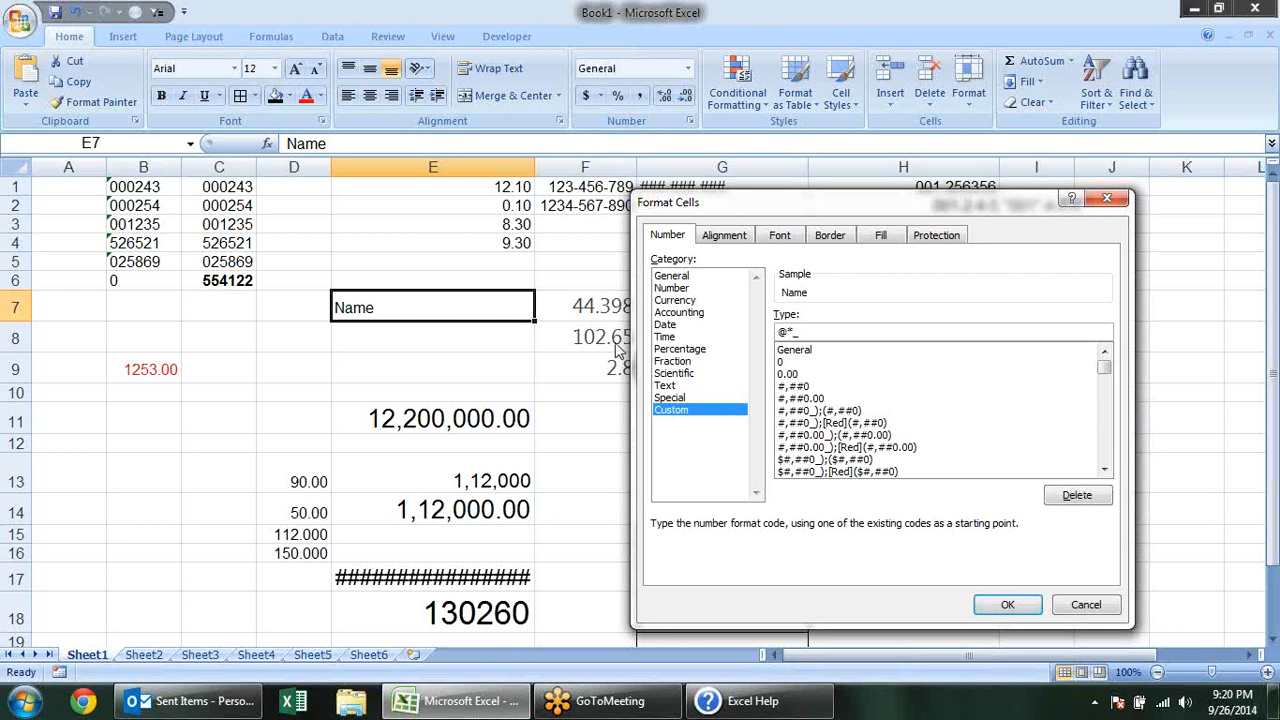 Book1 - Microsoft Excel
Home Insert Page Layout Formulas Data Review View Developer
Paste Cut Copy Format Painter Clipboard
Arial 12 B I U A Font
Wrap Text Merge & Center Alignment
General $ % , Number
Conditional Formatting Format as Table Cell Styles Styles
Insert Delete Format Cells
AutoSum Fill Clear Sort & Filter Find & Select Editing
E7 fx Name
A B C D E F G H I J K L
1 000243 000243 12.10 123-456-789 ### ### ### 001.256356
2 000254 000254 0.10 1234-567-890
3 001235 001235 8.30
4 526521 526521 9.30
5 025869 025869
6 0 554122
7 Name 44.398
8 102.65
9 1253.00 2.8
10
11 12,200,000.00
12
13 90.00 1,12,000
14 50.00 1,12,000.00
15 112.000
16 150.000
17 ################
18 130260
19
Format Cells
Number Alignment Font Border Fill Protection
Category:
General
Number
Currency
Accounting
Date
Time
Percentage
Fraction
Scientific
Text
Special
Custom
Sample
Name
Type:
@*_
General
0
0.00
#,##0
#,##0.00
#,##0_);(#,##0)
#,##0_);[Red](#,##0)
#,##0.00_);(#,##0.00)
#,##0.00_);[Red](#,##0.00)
$#,##0_);($#,##0)
$#,##0_);[Red]($#,##0)
Delete
Type the number format code, using one of the existing codes as a starting point.
OK Cancel
Sheet1 Sheet2 Sheet3 Sheet4 Sheet5 Sheet6
Ready 100%
Sent Items - Perso... Microsoft Excel - ... GoToMeeting Excel Help
9:20 PM
9/26/2014